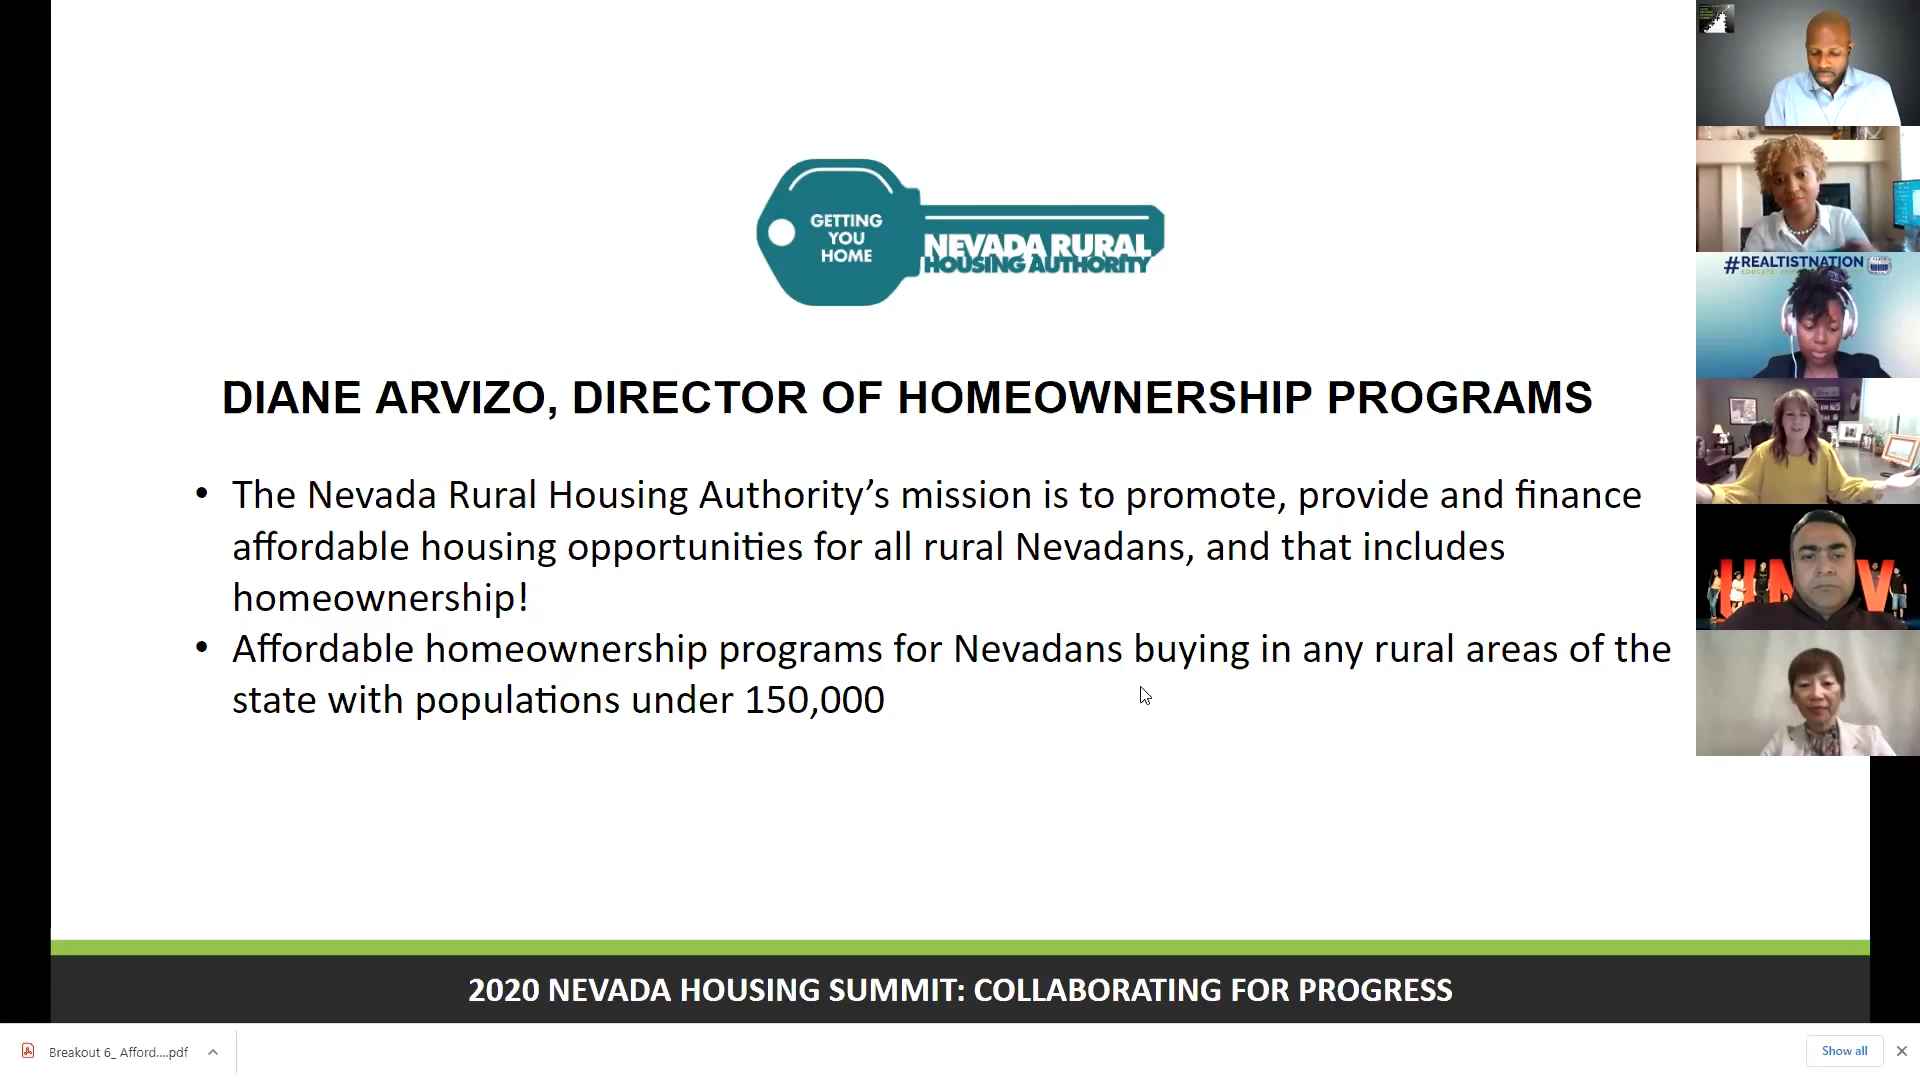 GETTING
YOU
HOME
NEVADA RURAL
HOUSING AUTHORITY
DIANE ARVIZO, DIRECTOR OF HOMEOWNERSHIP PROGRAMS
• The Nevada Rural Housing Authority’s mission is to promote, provide and finance
affordable housing opportunities for all rural Nevadans, and that includes
homeownership!
• Affordable homeownership programs for Nevadans buying in any rural areas of the
state with populations under 150,000
2020 NEVADA HOUSING SUMMIT: COLLABORATING FOR PROGRESS
#REALTISTNATION
Breakout 6_ Afford....pdf
Show all